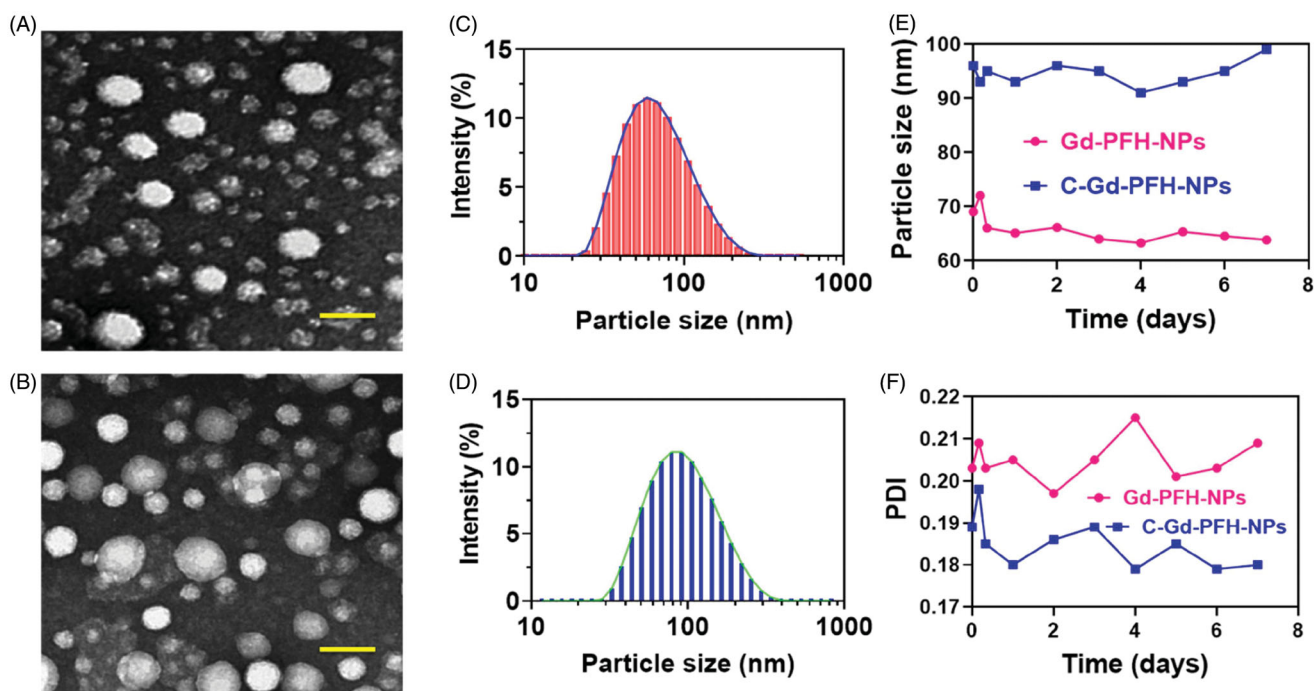 (A)
(B)
(C)
15
10
5
0
Intensity (%)
10 100 1000
Particle size (nm)
(D)
15
10
5
0
Intensity (%)
10 100 1000
Particle size (nm)
(E)
100
90
80
70
60
Particle size (nm)
Gd-PFH-NPs
C-Gd-PFH-NPs
0 2 4 6 8
Time (days)
(F)
0.22
0.21
0.20
0.19
0.18
0.17
PDI
Gd-PFH-NPs
C-Gd-PFH-NPs
0 2 4 6 8
Time (days)